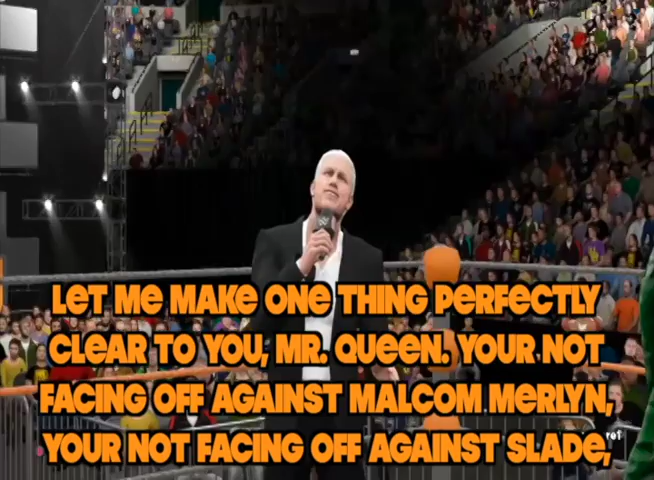 LET ME MAKE ONE THING PERFECTLY
CLEAR TO YOU, MR. QUEEN. YOUR NOT
FACING OFF AGAINST MALCOM MERLYN,
YOUR NOT FACING OFF AGAINST SLADE,